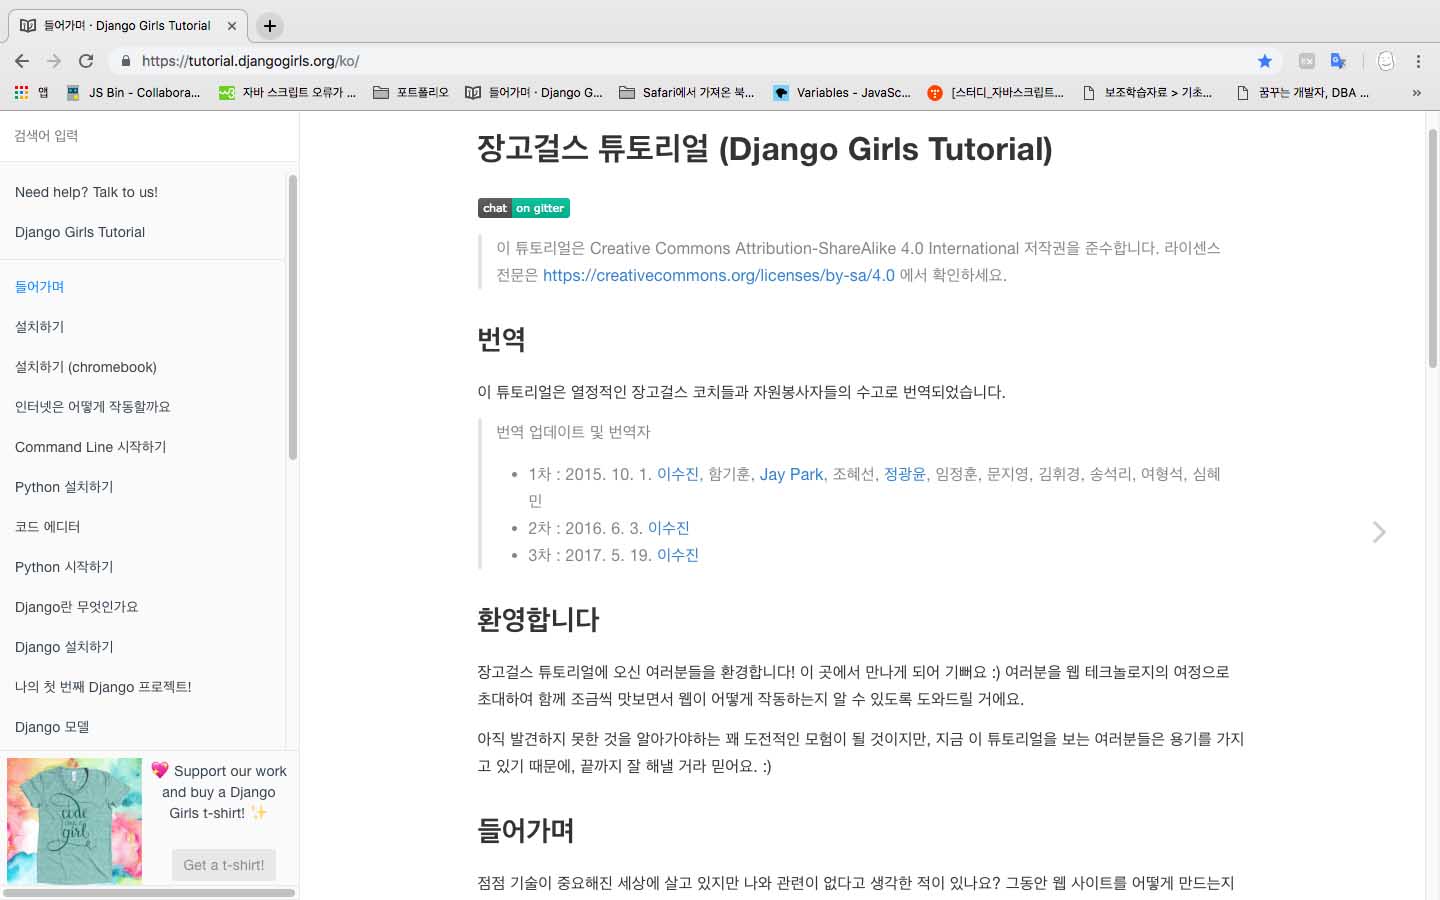 들어가며 · Django Girls Tutorial
https://tutorial.djangogirls.org/ko/
앱
JS Bin - Collabora...
자바 스크립트 오류가 ...
포트폴리오
들어가며 · Django G...
Safari에서 가져온 북...
Variables - JavaSc...
[스터디_자바스크립트...
보조학습자료 > 기초...
꿈꾸는 개발자, DBA ...
검색어 입력
Need help? Talk to us!
Django Girls Tutorial
들어가며
설치하기
설치하기 (chromebook)
인터넷은 어떻게 작동할까요
Command Line 시작하기
Python 설치하기
코드 에디터
Python 시작하기
Django란 무엇인가요
Django 설치하기
나의 첫 번째 Django 프로젝트!
Django 모델
code
girl
💖 Support our work
and buy a Django
Girls t-shirt! ✨
Get a t-shirt!
장고걸스 튜토리얼 (Django Girls Tutorial)
chat on gitter
이 튜토리얼은 Creative Commons Attribution-ShareAlike 4.0 International 저작권을 준수합니다. 라이센스
전문은 https://creativecommons.org/licenses/by-sa/4.0 에서 확인하세요.
번역
이 튜토리얼은 열정적인 장고걸스 코치들과 자원봉사자들의 수고로 번역되었습니다.
번역 업데이트 및 번역자
• 1차 : 2015. 10. 1. 이수진, 함기훈, Jay Park, 조혜선, 정광윤, 임정훈, 문지영, 김휘경, 송석리, 여형석, 심혜
민
• 2차 : 2016. 6. 3. 이수진
• 3차 : 2017. 5. 19. 이수진
환영합니다
장고걸스 튜토리얼에 오신 여러분들을 환경합니다! 이 곳에서 만나게 되어 기뻐요 :) 여러분을 웹 테크놀로지의 여정으로
초대하여 함께 조금씩 맛보면서 웹이 어떻게 작동하는지 알 수 있도록 도와드릴 거에요.
아직 발견하지 못한 것을 알아가야하는 꽤 도전적인 모험이 될 것이지만, 지금 이 튜토리얼을 보는 여러분들은 용기를 가지
고 있기 때문에, 끝까지 잘 해낼 거라 믿어요. :)
들어가며
점점 기술이 중요해진 세상에 살고 있지만 나와 관련이 없다고 생각한 적이 있나요? 그동안 웹 사이트를 어떻게 만드는지